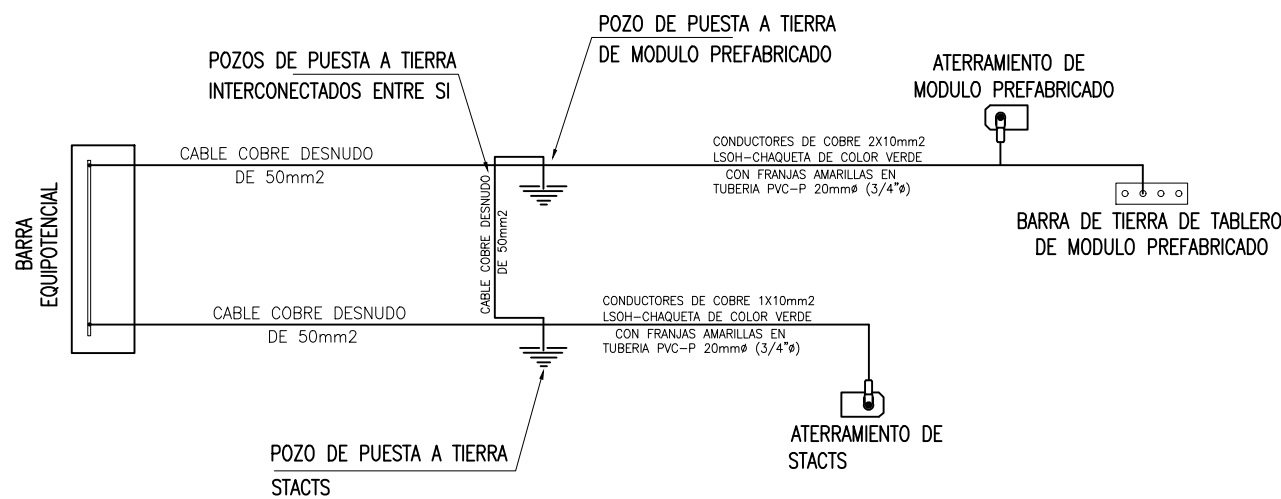 POZO DE PUESTA A TIERRA
DE MODULO PREFABRICADO
POZOS DE PUESTA A TIERRA
INTERCONECTADOS ENTRE SI
ATERRAMIENTO DE
MODULO PREFABRICADO
CABLE COBRE DESNUDO
DE 50mm2
CONDUCTORES DE COBRE 2X10mm2
LSOH-CHAQUETA DE COLOR VERDE
CON FRANJAS AMARILLAS EN
TUBERIA PVC-P 20mmø (3/4"ø)
BARRA
EQUIPOTENCIAL
CABLE COBRE DESNUDO
DE 50mm2
BARRA DE TIERRA DE TABLERO
DE MODULO PREFABRICADO
CABLE COBRE DESNUDO
DE 50mm2
CONDUCTORES DE COBRE 1X10mm2
LSOH-CHAQUETA DE COLOR VERDE
CON FRANJAS AMARILLAS EN
TUBERIA PVC-P 20mmø (3/4"ø)
ATERRAMIENTO DE
STACTS
POZO DE PUESTA A TIERRA
STACTS